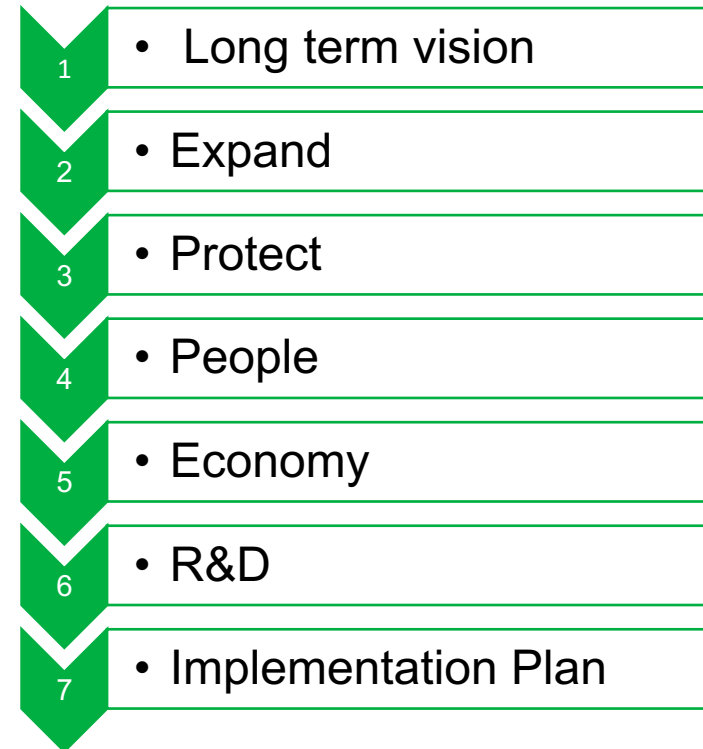 1 • Long term vision
2 • Expand
3 • Protect
4 • People
5 • Economy
6 • R&D
7 • Implementation Plan